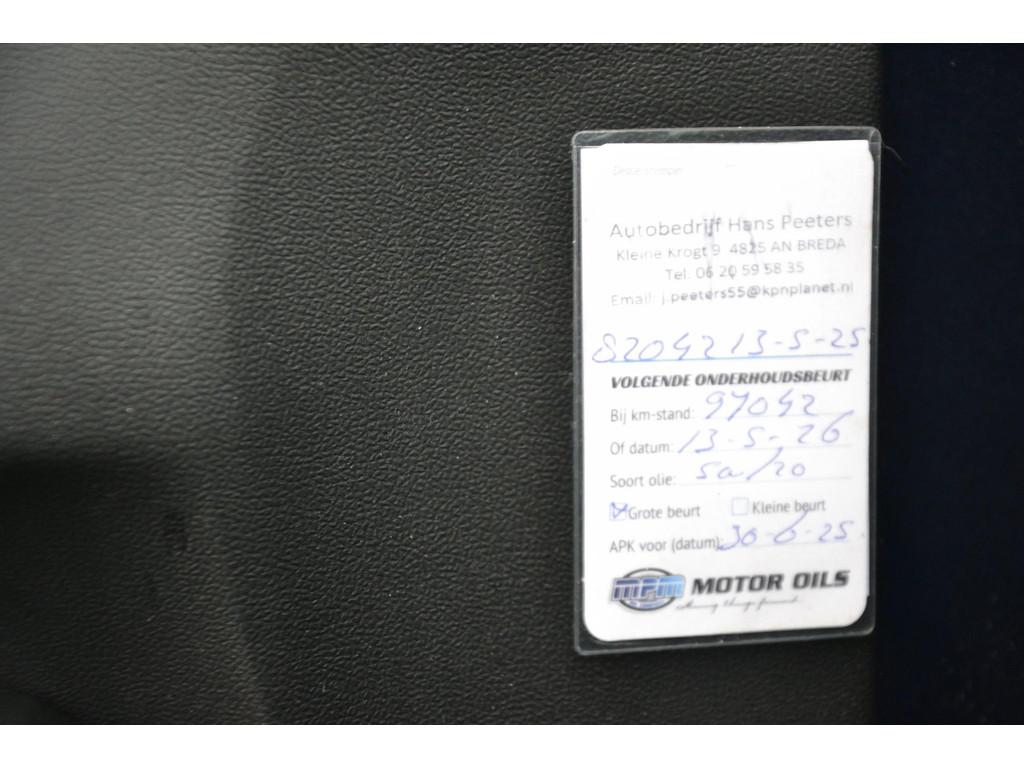 Autobedrijf Hans Peeters
Kleine Krogt 9 4825 AN BREDA
Tel. 06 20 59 58 35
Email: j.peeters55@kpnplanet.nl
82042 13-5-25
VOLGENDE ONDERHOUDSBEURT
Bij km-stand: 97042
Of datum: 13-5-26
Soort olie:
Grote beurt Kleine beurt
APK voor (datum): 30-6-25
MPM MOTOR OILS